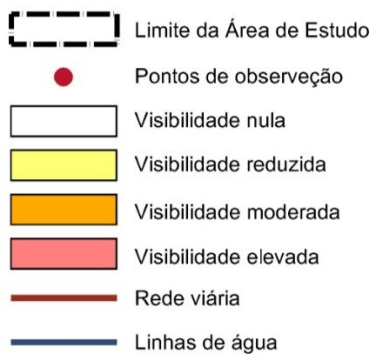 Limite da Área de Estudo
Pontos de observeção
Visibilidade nula
Visibilidade reduzida
Visibilidade moderada
Visibilidade elevada
Rede viária
Linhas de água